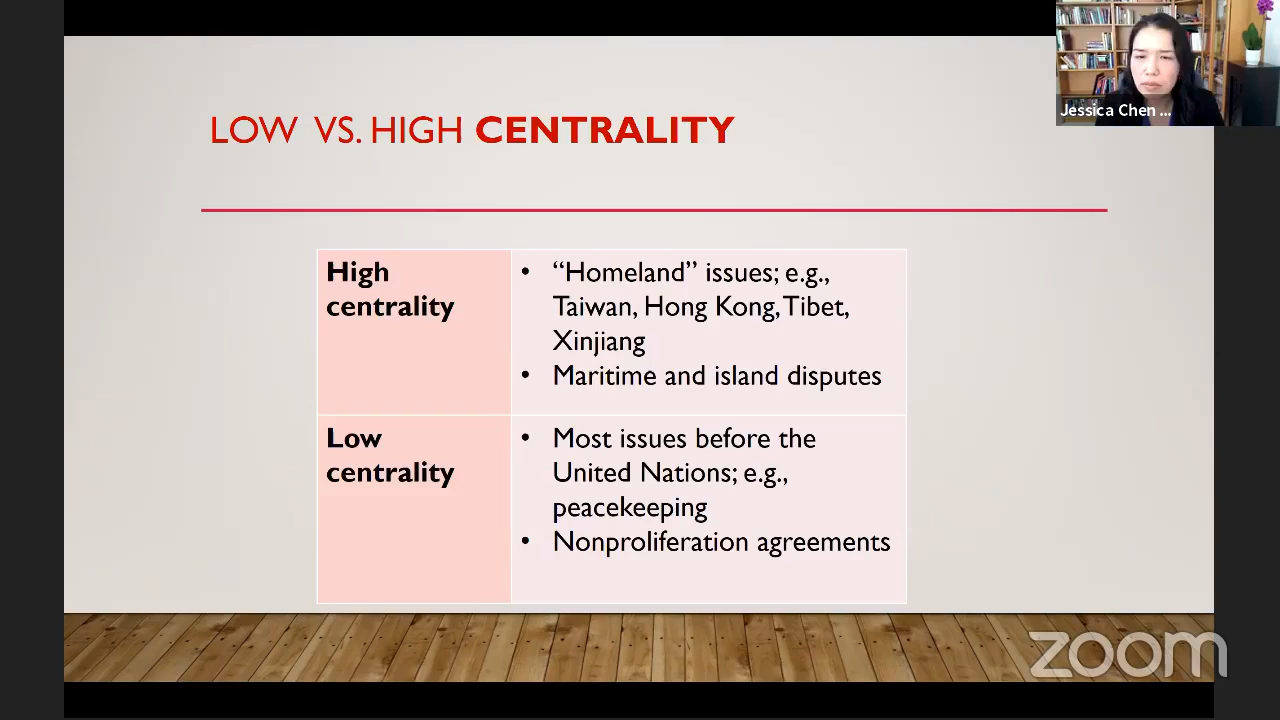 Jessica Chen ...
LOW VS. HIGH CENTRALITY
High
centrality
• “Homeland” issues; e.g.,
Taiwan, Hong Kong, Tibet,
Xinjiang
• Maritime and island disputes
Low
centrality
• Most issues before the
United Nations; e.g.,
peacekeeping
• Nonproliferation agreements
zoom